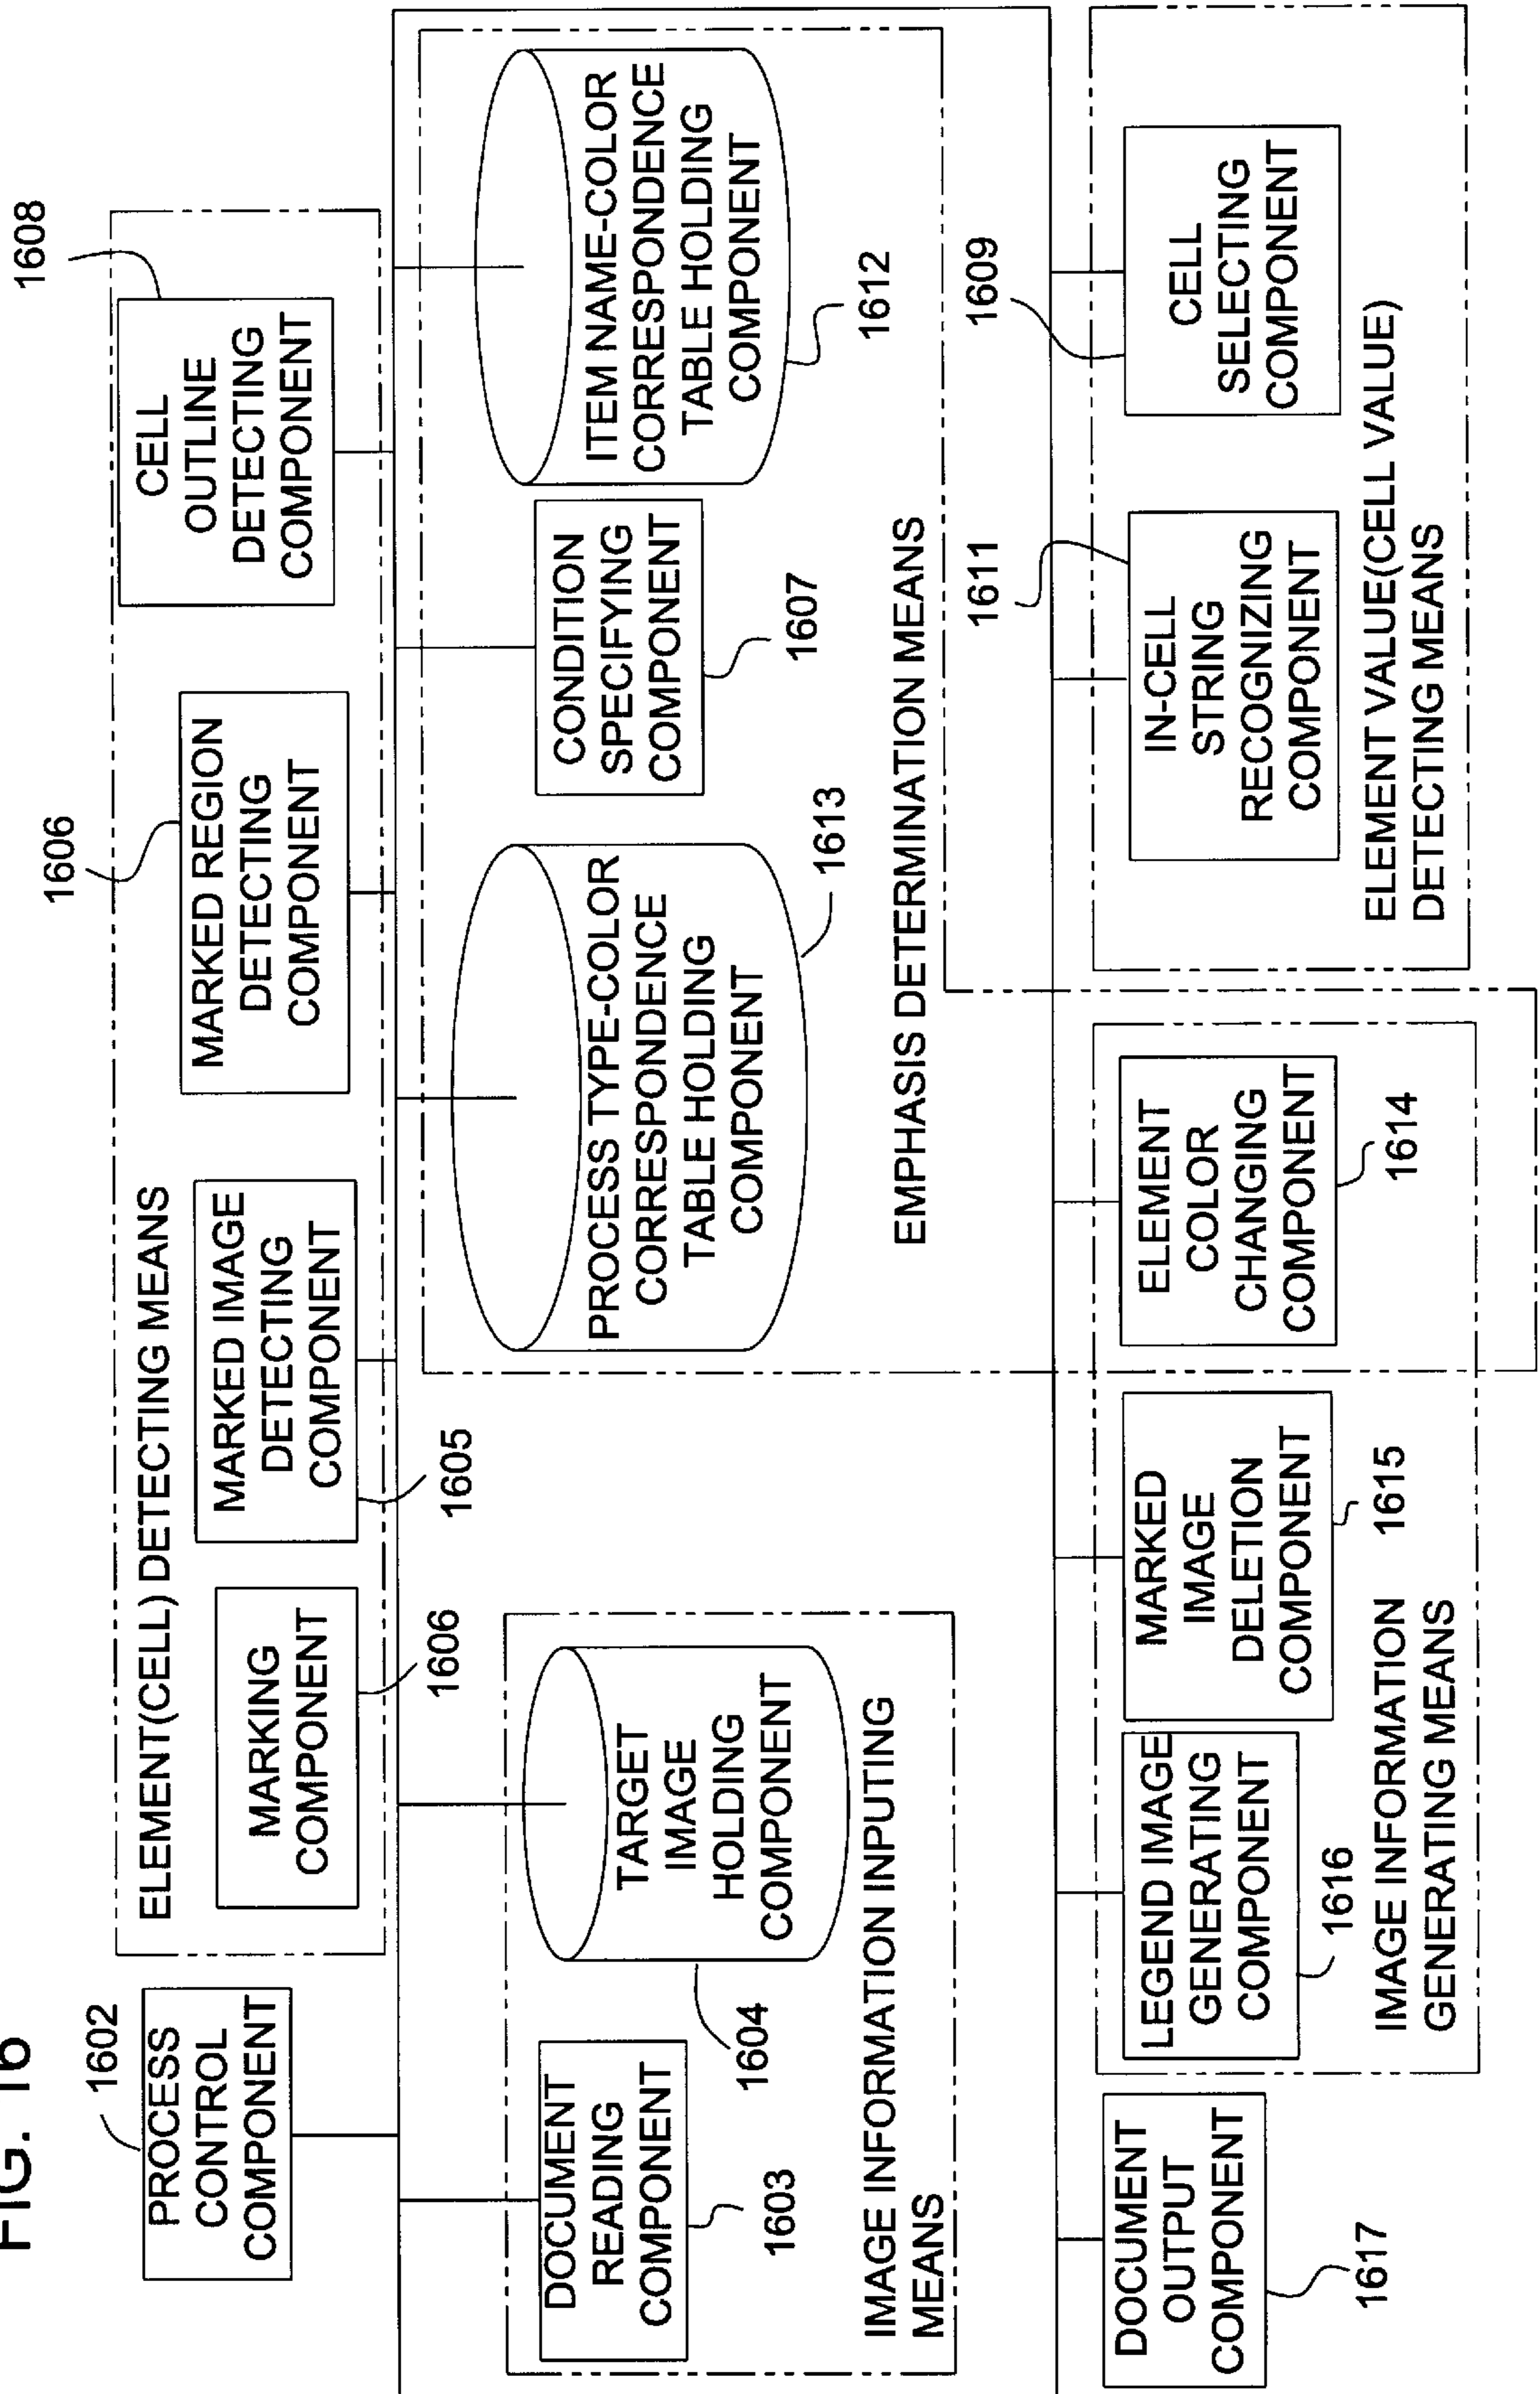 FIG. 16
1602
PROCESS
CONTROL
COMPONENT
ELEMENT(CELL) DETECTING MEANS
MARKING
COMPONENT
1606
MARKED IMAGE
DETECTING
COMPONENT
1605
1606
MARKED REGION
DETECTING
COMPONENT
1608
CELL
OUTLINE
DETECTING
COMPONENT
DOCUMENT
READING
COMPONENT
1603
TARGET
IMAGE
HOLDING
COMPONENT
1604
IMAGE INFORMATION INPUTING
MEANS
PROCESS TYPE-COLOR
CORRESPONDENCE
TABLE HOLDING
COMPONENT
1613
CONDITION
SPECIFYING
COMPONENT
1607
ITEM NAME-COLOR
CORRESPONDENCE
TABLE HOLDING
COMPONENT
1612
EMPHASIS DETERMINATION MEANS
DOCUMENT
OUTPUT
COMPONENT
1617
LEGEND IMAGE
GENERATING
COMPONENT
1616
MARKED
IMAGE
DELETION
COMPONENT
1615
ELEMENT
COLOR
CHANGING
COMPONENT
1614
IMAGE INFORMATION
GENERATING MEANS
1611
IN-CELL
STRING
RECOGNIZING
COMPONENT
1609
CELL
SELECTING
COMPONENT
ELEMENT VALUE(CELL VALUE)
DETECTING MEANS